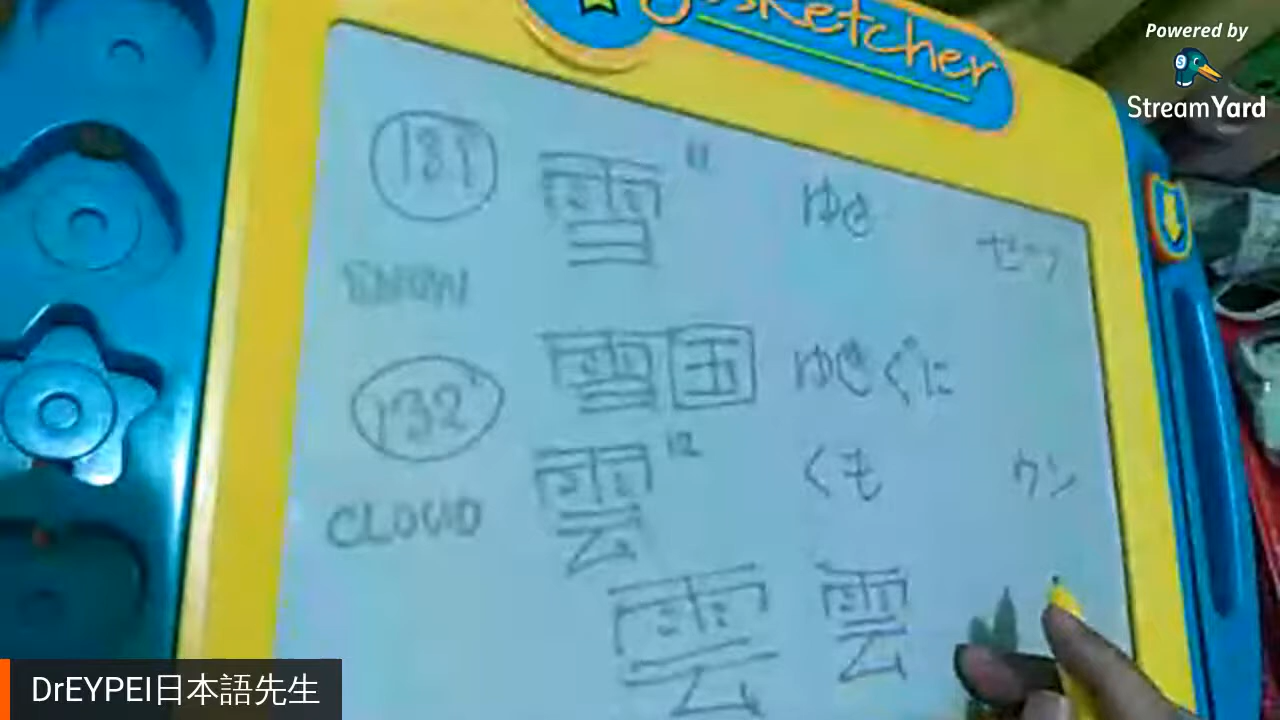 sketcher
Powered by
StreamYard
131 雪 11 ゆき セツ
SNOW
雪国 ゆきぐに
132 雲 12 くも ウン
CLOUD
雲 雲
DrEYPEI日本語先生